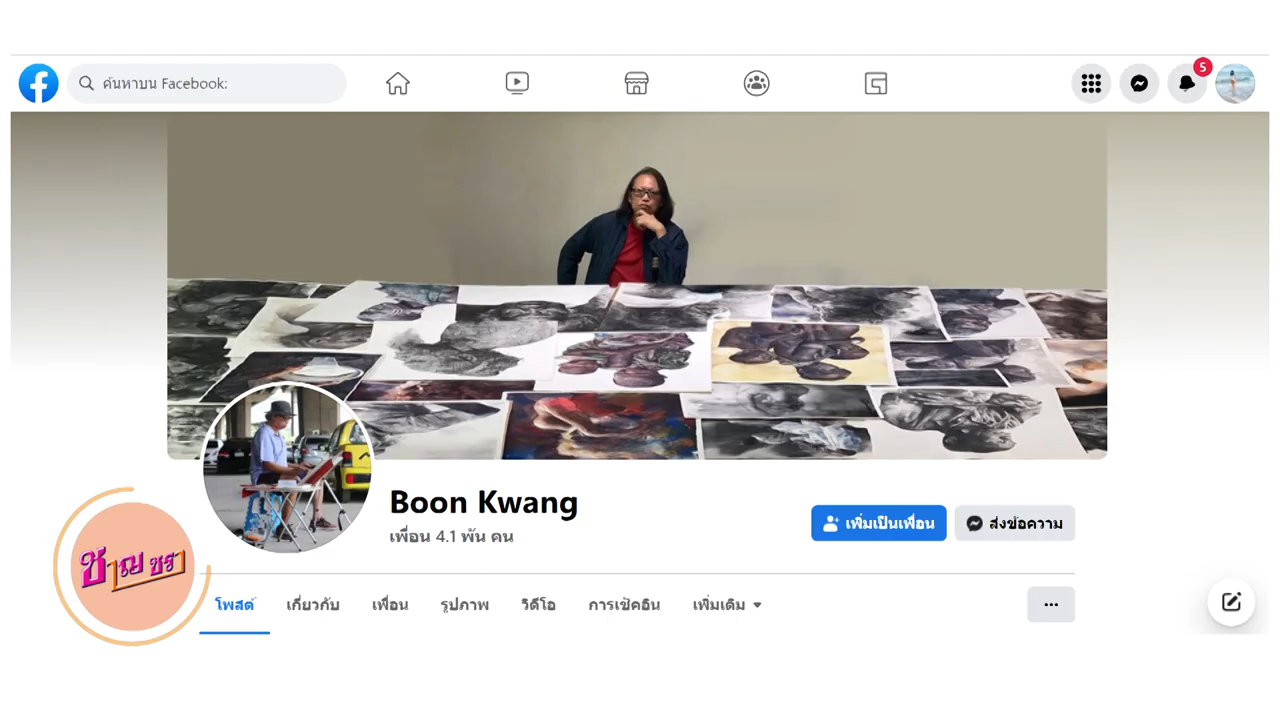 ค้นหาบน Facebook:
5
Boon Kwang
เพื่อน 4.1 พัน คน
เพิ่มเป็นเพื่อน
ส่งข้อความ
ชาญ ชรา
โพสต์ เกี่ยวกับ เพื่อน รูปภาพ วิดีโอ การเช็คอิน เพิ่มเติม